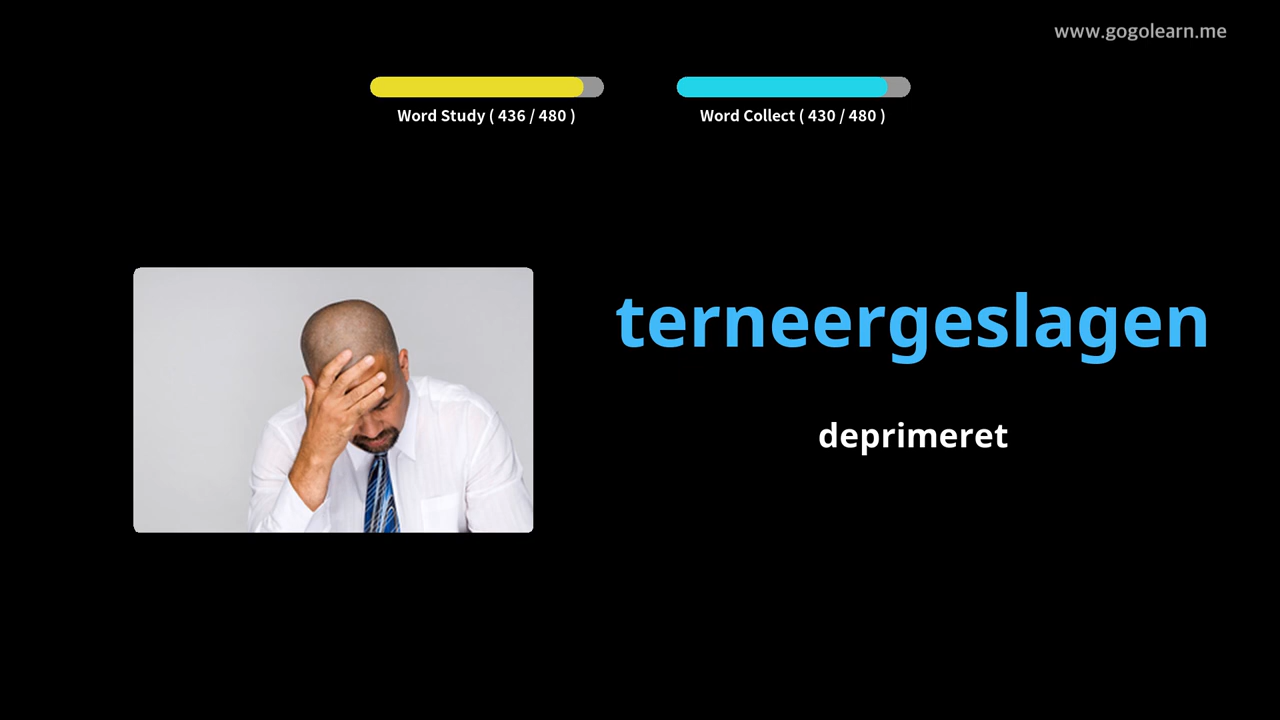 www.gogolearn.me
Word Study ( 436 / 480 )
Word Collect ( 430 / 480 )
terneergeslagen
deprimeret